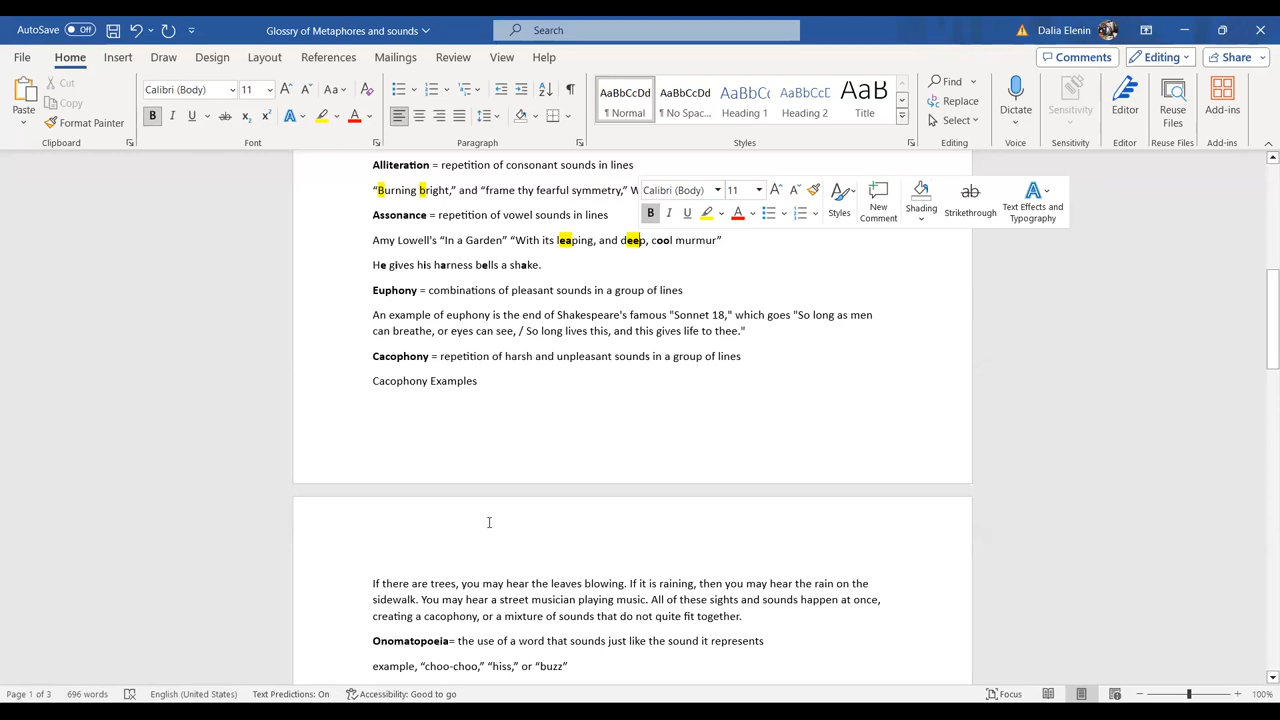 AutoSave Off Glossry of Metaphores and sounds Search Dalia Elenin
File Home Insert Draw Design Layout References Mailings Review View Help Comments Editing Share
Paste Cut Copy Format Painter Clipboard
Calibri (Body) 11 Aa Font
Paragraph
AaBbCcDd ¶ Normal AaBbCcDd ¶ No Spac... AaBbCc Heading 1 AaBbCcE Heading 2 AaB Title Styles
Find Replace Select Editing
Dictate Voice
Sensitivity Sensitivity
Editor Editor
Reuse Files Reuse Files
Add-ins Add-ins
Alliteration = repetition of consonant sounds in lines
“Burning bright,” and “frame thy fearful symmetry,” W
Calibri (Body) 11 Styles New Comment Shading Strikethrough Text Effects and Typography
Assonance = repetition of vowel sounds in lines
Amy Lowell's “In a Garden” “With its leaping, and deep, cool murmur”
He gives his harness bells a shake.
Euphony = combinations of pleasant sounds in a group of lines
An example of euphony is the end of Shakespeare's famous "Sonnet 18," which goes "So long as men
can breathe, or eyes can see, / So long lives this, and this gives life to thee."
Cacophony = repetition of harsh and unpleasant sounds in a group of lines
Cacophony Examples
If there are trees, you may hear the leaves blowing. If it is raining, then you may hear the rain on the
sidewalk. You may hear a street musician playing music. All of these sights and sounds happen at once,
creating a cacophony, or a mixture of sounds that do not quite fit together.
Onomatopoeia= the use of a word that sounds just like the sound it represents
example, “choo-choo,” “hiss,” or “buzz”
Page 1 of 3 696 words English (United States) Text Predictions: On Accessibility: Good to go Focus 100%